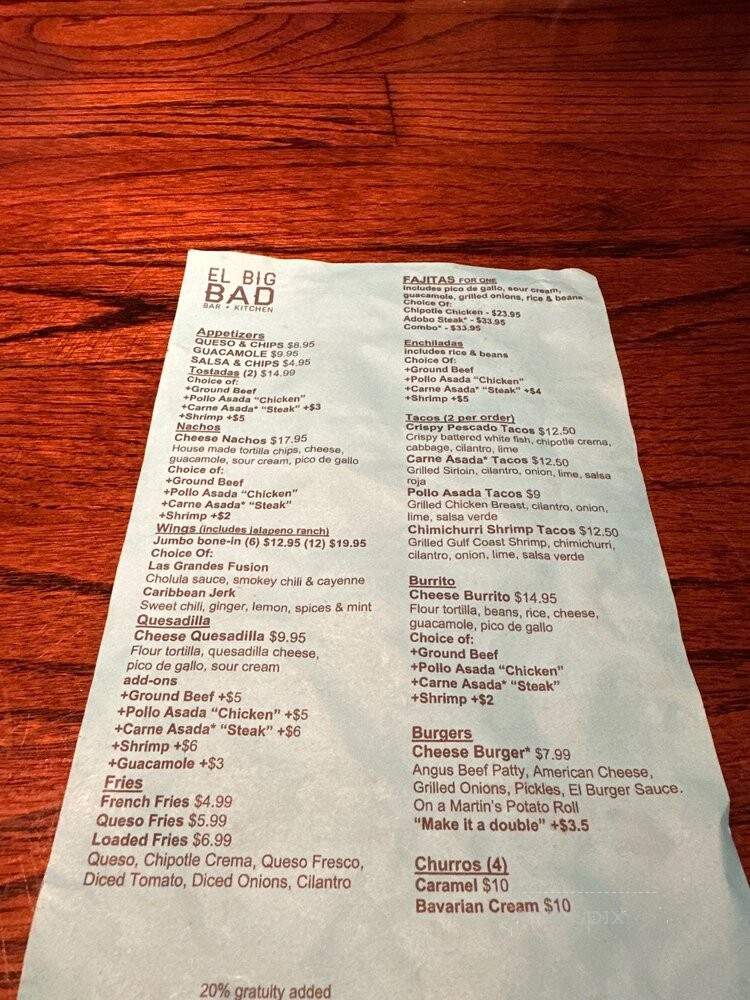 EL BIG
BAD
BAR + KITCHEN
Appetizers
QUESO & CHIPS $8.95
GUACAMOLE $9.95
SALSA & CHIPS $4.95
Tostadas (2) $14.99
Choice of:
+Ground Beef
+Pollo Asada "Chicken"
+Carne Asada* "Steak" +$3
+Shrimp +$5
Nachos
Cheese Nachos $17.95
House made tortilla chips, cheese,
guacamole, sour cream, pico de gallo
Choice of:
+Ground Beef
+Pollo Asada "Chicken"
+Carne Asada* "Steak"
+Shrimp +$2
Wings (includes jalapeno ranch)
Jumbo bone-in (6) $12.95 (12) $19.95
Choice Of:
Las Grandes Fusion
Cholula sauce, smokey chili & cayenne
Caribbean Jerk
Sweet chili, ginger, lemon, spices & mint
Quesadilla
Cheese Quesadilla $9.95
Flour tortilla, quesadilla cheese,
pico de gallo, sour cream
add-ons
+Ground Beef +$5
+Pollo Asada "Chicken" +$5
+Carne Asada* "Steak" +$6
+Shrimp +$6
+Guacamole +$3
Fries
French Fries $4.99
Queso Fries $5.99
Loaded Fries $6.99
Queso, Chipotle Crema, Queso Fresco,
Diced Tomato, Diced Onions, Cilantro
FAJITAS FOR ONE
includes pico de gallo, sour cream,
guacamole, grilled onions, rice & beans
Choice Of:
Chipotle Chicken - $23.95
Adobo Steak* - $33.95
Combo* - $33.95
Enchiladas
includes rice & beans
Choice Of:
+Ground Beef
+Pollo Asada "Chicken"
+Carne Asada* "Steak" +$4
+Shrimp +$5
Tacos (2 per order)
Crispy Pescado Tacos $12.50
Crispy battered white fish, chipotle crema,
cabbage, cilantro, lime
Carne Asada* Tacos $12.50
Grilled Sirloin, cilantro, onion, lime, salsa
roja
Pollo Asada Tacos $9
Grilled Chicken Breast, cilantro, onion,
lime, salsa verde
Chimichurri Shrimp Tacos $12.50
Grilled Gulf Coast Shrimp, chimichurri,
cilantro, onion, lime, salsa verde
Burrito
Cheese Burrito $14.95
Flour tortilla, beans, rice, cheese,
guacamole, pico de gallo
Choice of:
+Ground Beef
+Pollo Asada "Chicken"
+Carne Asada* "Steak"
+Shrimp +$2
Burgers
Cheese Burger* $7.99
Angus Beef Patty, American Cheese,
Grilled Onions, Pickles, El Burger Sauce.
On a Martin's Potato Roll
"Make it a double" +$3.5
Churros (4)
Caramel $10
Bavarian Cream $10
20% gratuity added